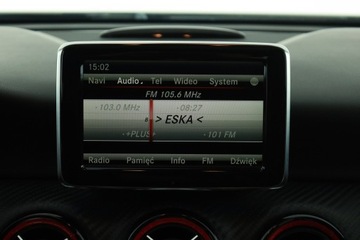 15:02
Navi Audio Tel Wideo System
FM 105.6 MHz
-103.0 MHz -08:27
> ESKA <
-+PLUS+ -101 FM
Radio Pamięć Info FM Dźwięk